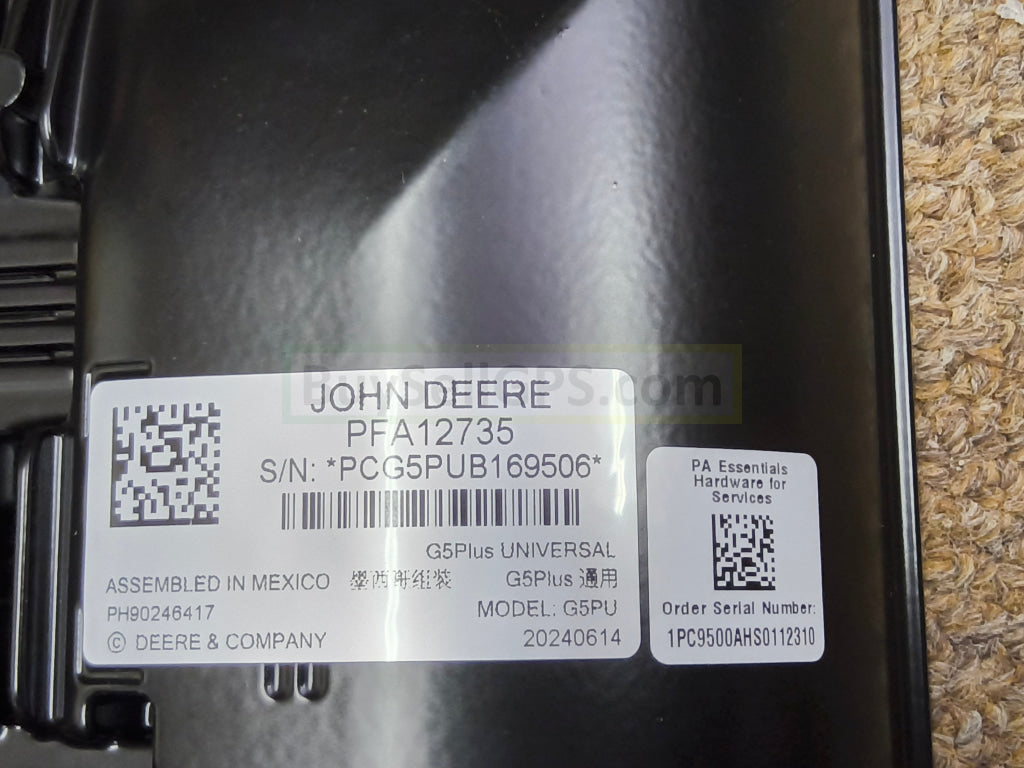 BuySellGPS.com
JOHN DEERE
PFA12735
S/N: *PCG5PUB169506*
G5Plus UNIVERSAL
ASSEMBLED IN MEXICO 墨西哥组装 G5Plus 通用
PH90246417 MODEL: G5PU
© DEERE & COMPANY 20240614
PA Essentials
Hardware for
Services
Order Serial Number:
1PC9500AHS0112310